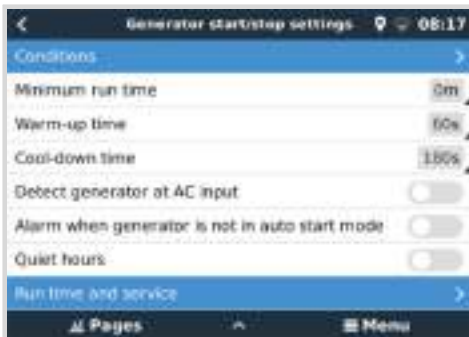 Generator start/stop settings 08:17
Conditions
Minimum run time 0m
Warm-up time 60s
Cool-down time 180s
Detect generator at AC input
Alarm when generator is not in auto start mode
Quiet hours
Run time and service
Pages Menu